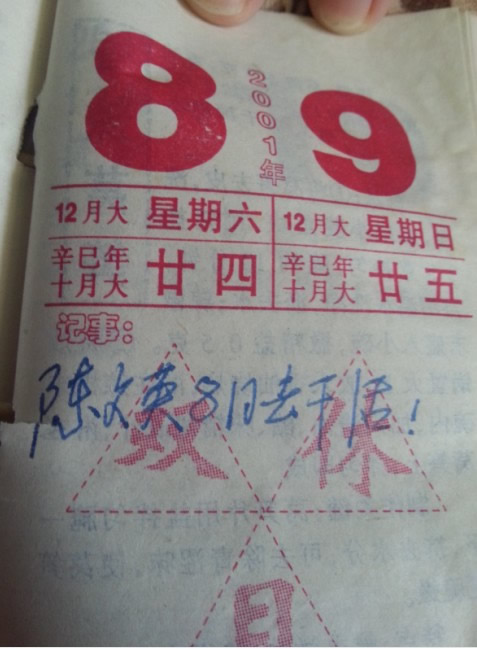 8 2001年 9
12月大 星期六 12月大 星期日
辛巳年 十月大 廿四 辛巳年 十月大 廿五
记事:
陈文英8日去干活!
双 休
日